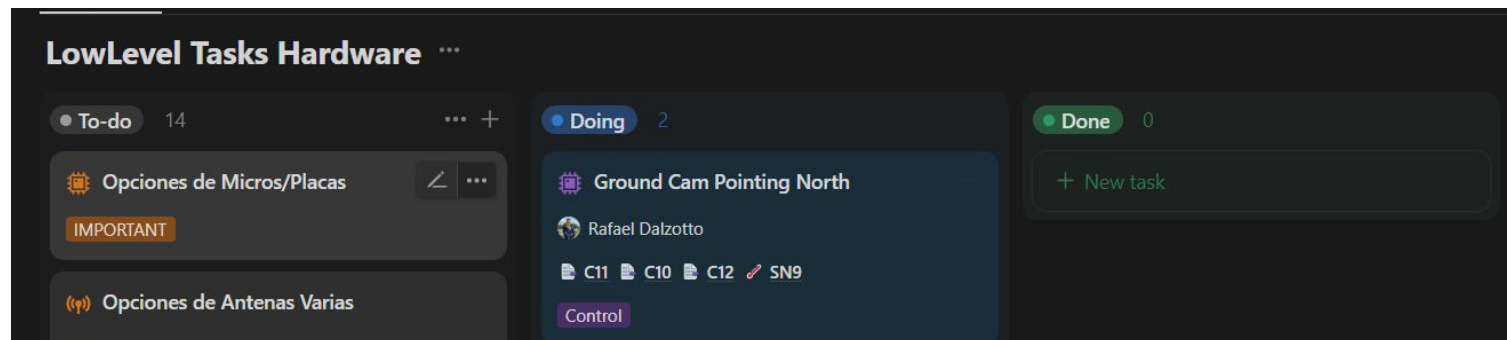 LowLevel Tasks Hardware
To-do 14
Opciones de Micros/Placas
IMPORTANT
Opciones de Antenas Varias
Doing 2
Ground Cam Pointing North
Rafael Dalzotto
C11 C10 C12 SN9
Control
Done 0
+ New task